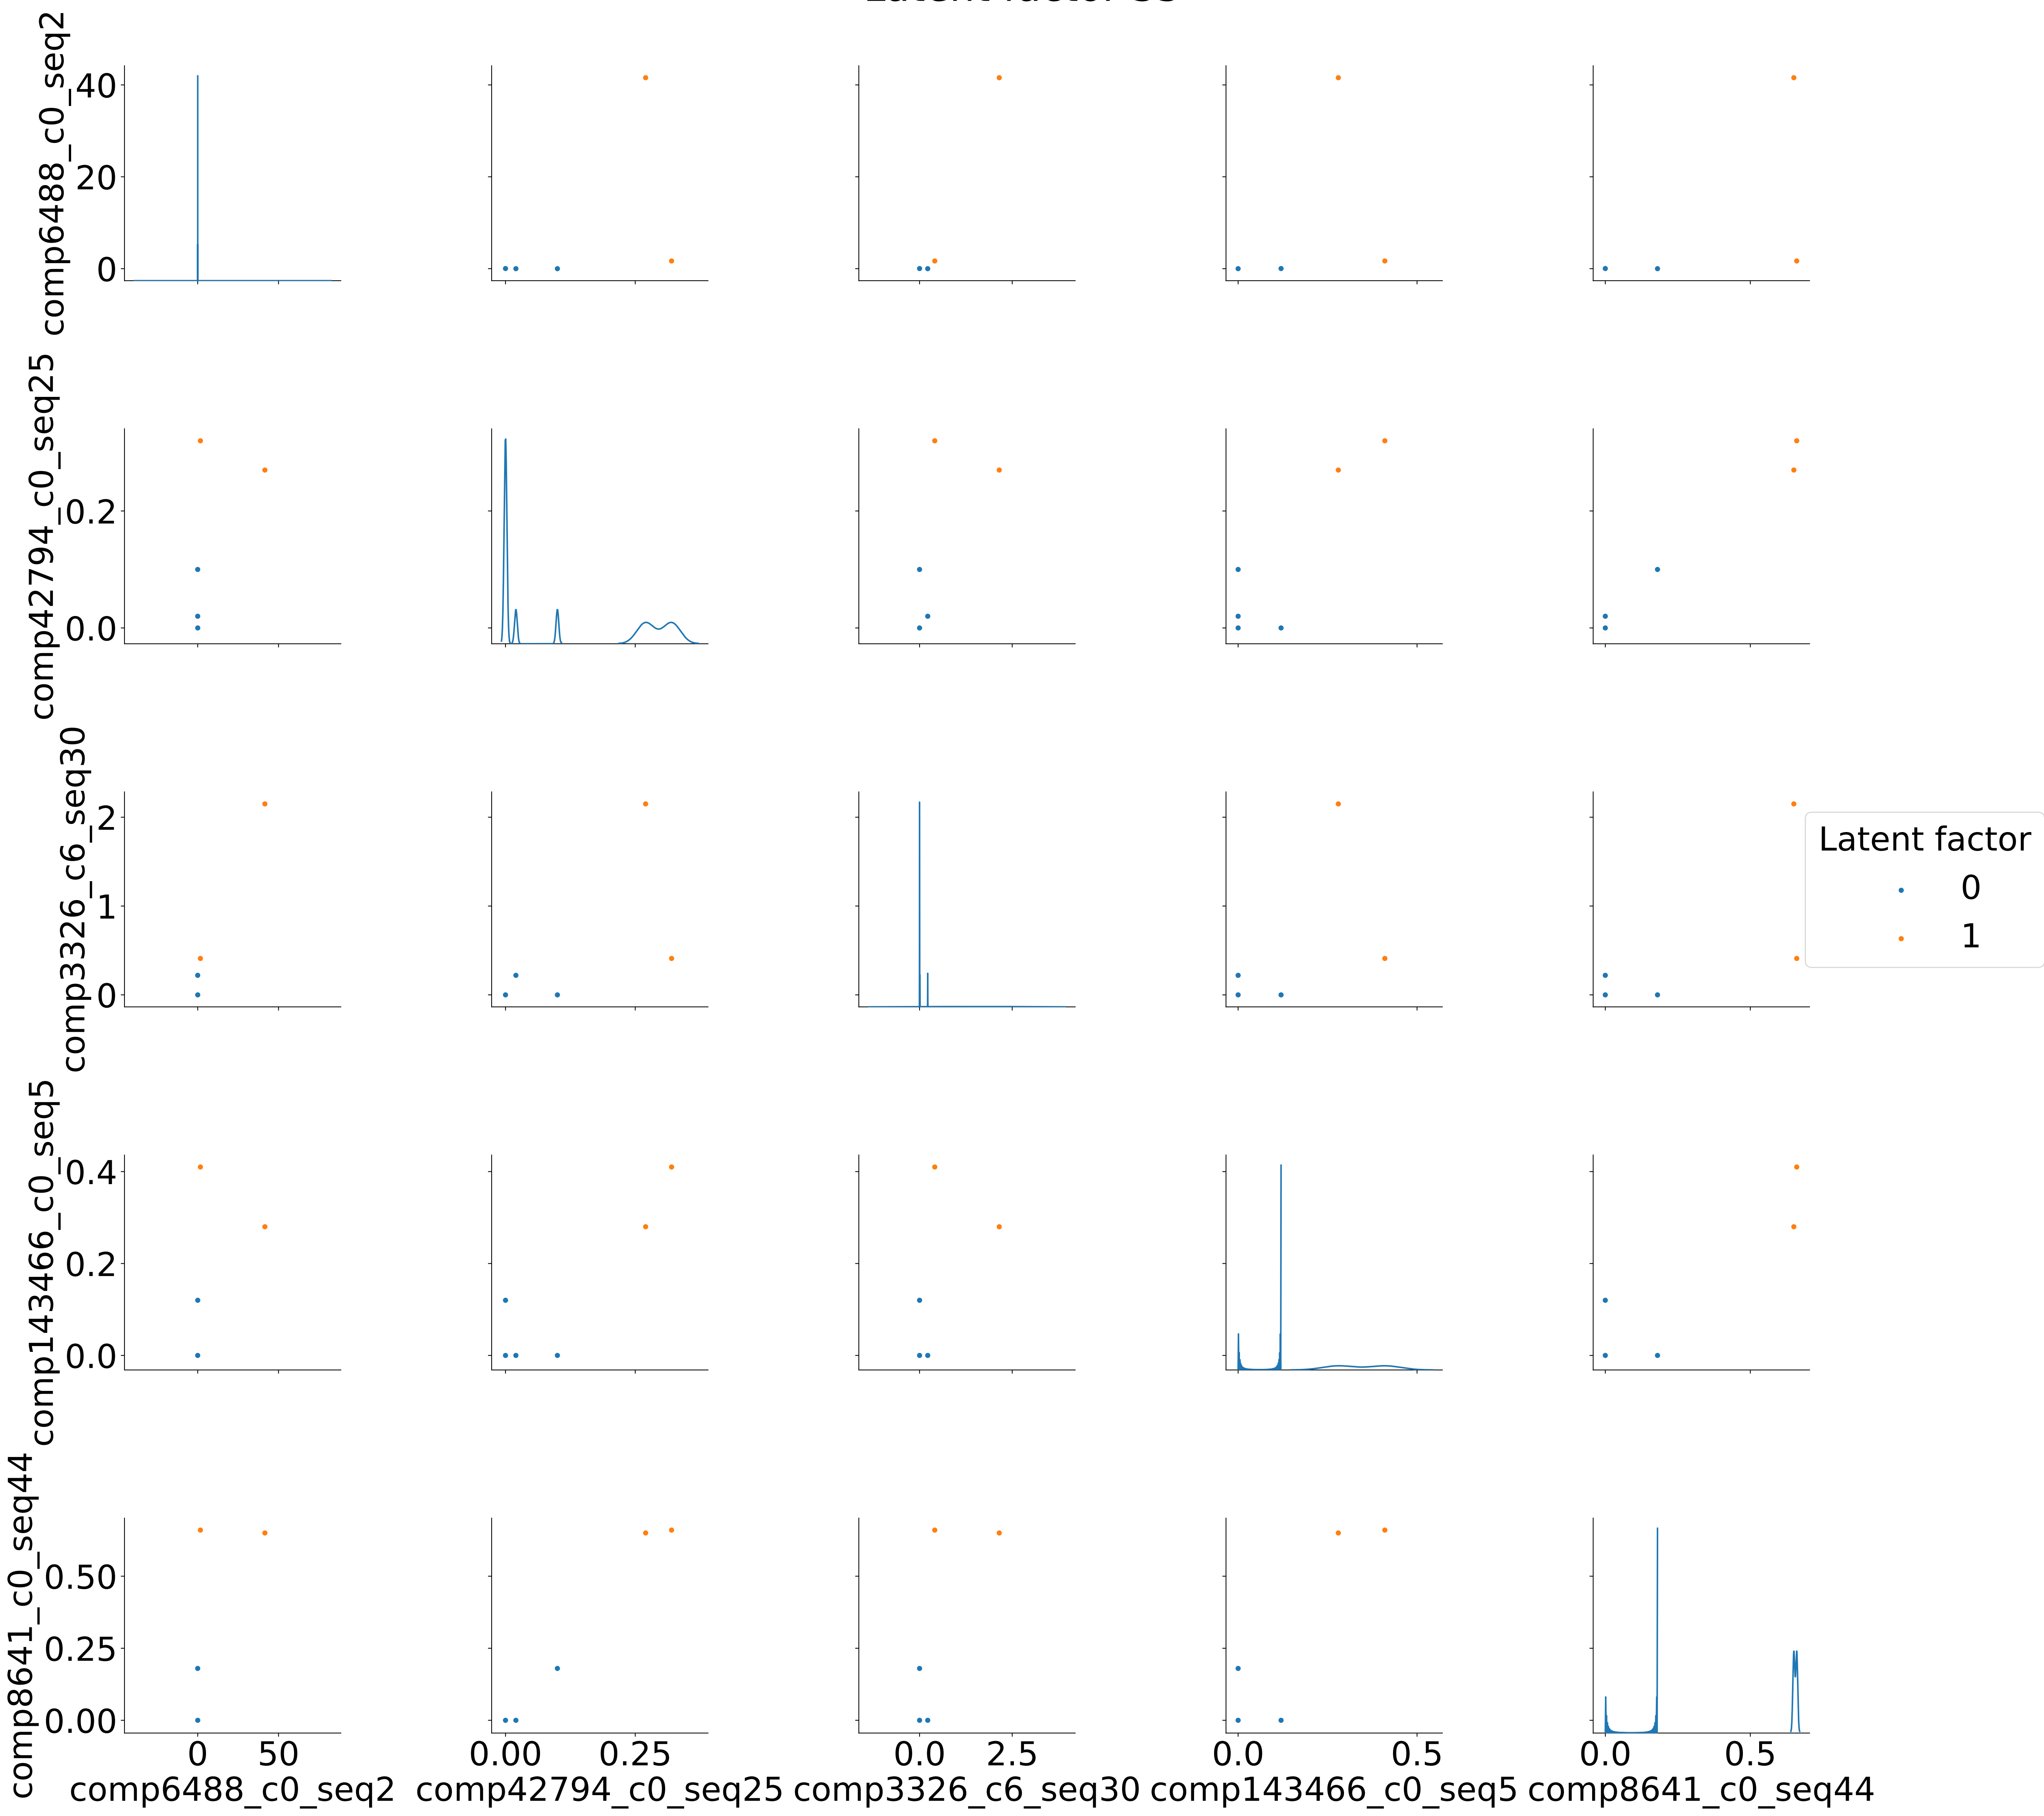 comp6488_c0_seq2
40
20
0
comp42794_c0_seq25
0.2
0.0
comp3326_c6_seq30
2
1
0
Latent factor
0
1
comp143466_c0_seq5
0.4
0.2
0.0
comp8641_c0_seq44
0.50
0.25
0.00
0 50 0.00 0.25 0.0 2.5 0.0 0.5 0.0 0.5
comp6488_c0_seq2 comp42794_c0_seq25 comp3326_c6_seq30 comp143466_c0_seq5 comp8641_c0_seq44